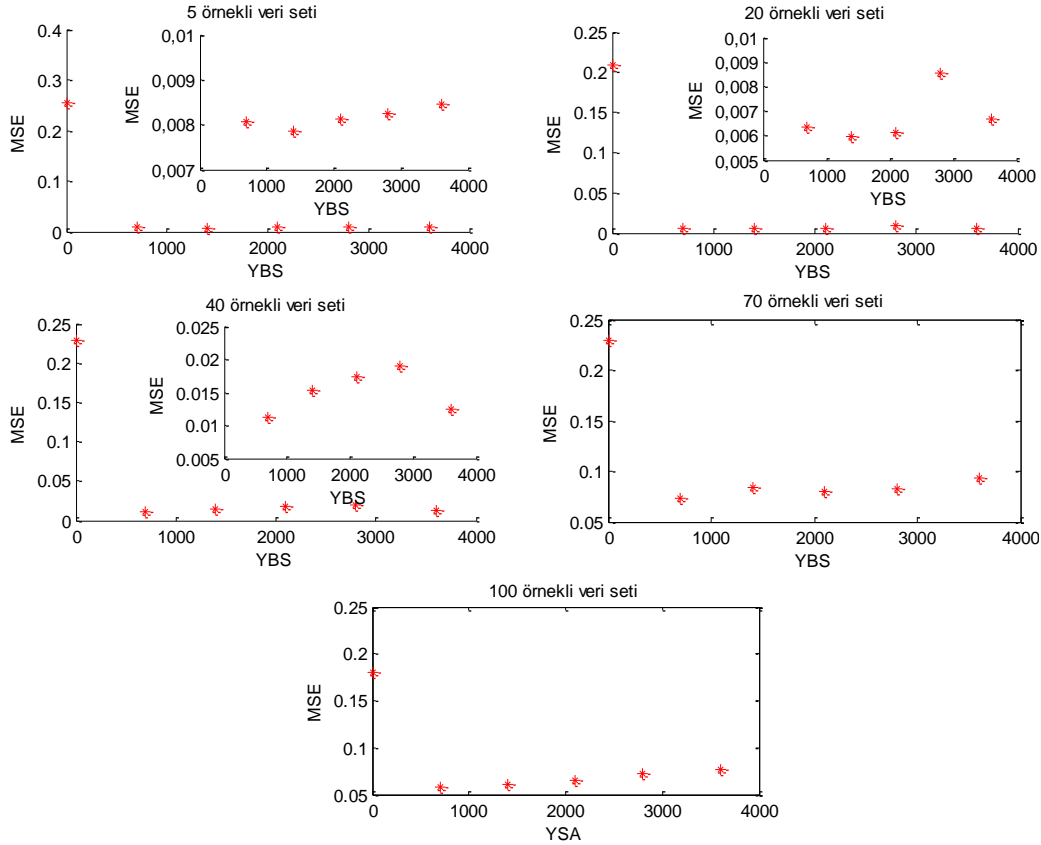 5 örnekli veri seti
MSE
0.4
0.3
0.2
0.1
0
0 1000 2000 3000 4000
YBS
MSE
0,01
0,009
0,008
0,007
0 1000 2000 3000 4000
YBS
20 örnekli veri seti
MSE
0.25
0.2
0.15
0.1
0.05
0
0 1000 2000 3000 4000
YBS
MSE
0,01
0,009
0,008
0,007
0,006
0,005
0 1000 2000 3000 4000
YBS
40 örnekli veri seti
MSE
0.25
0.2
0.15
0.1
0.05
0
0 1000 2000 3000 4000
YBS
MSE
0.025
0.02
0.015
0.01
0.005
0 1000 2000 3000 4000
YBS
70 örnekli veri seti
MSE
0.25
0.2
0.15
0.1
0.05
0 1000 2000 3000 4000
YBS
100 örnekli veri seti
MSE
0.25
0.2
0.15
0.1
0.05
0 1000 2000 3000 4000
YSA